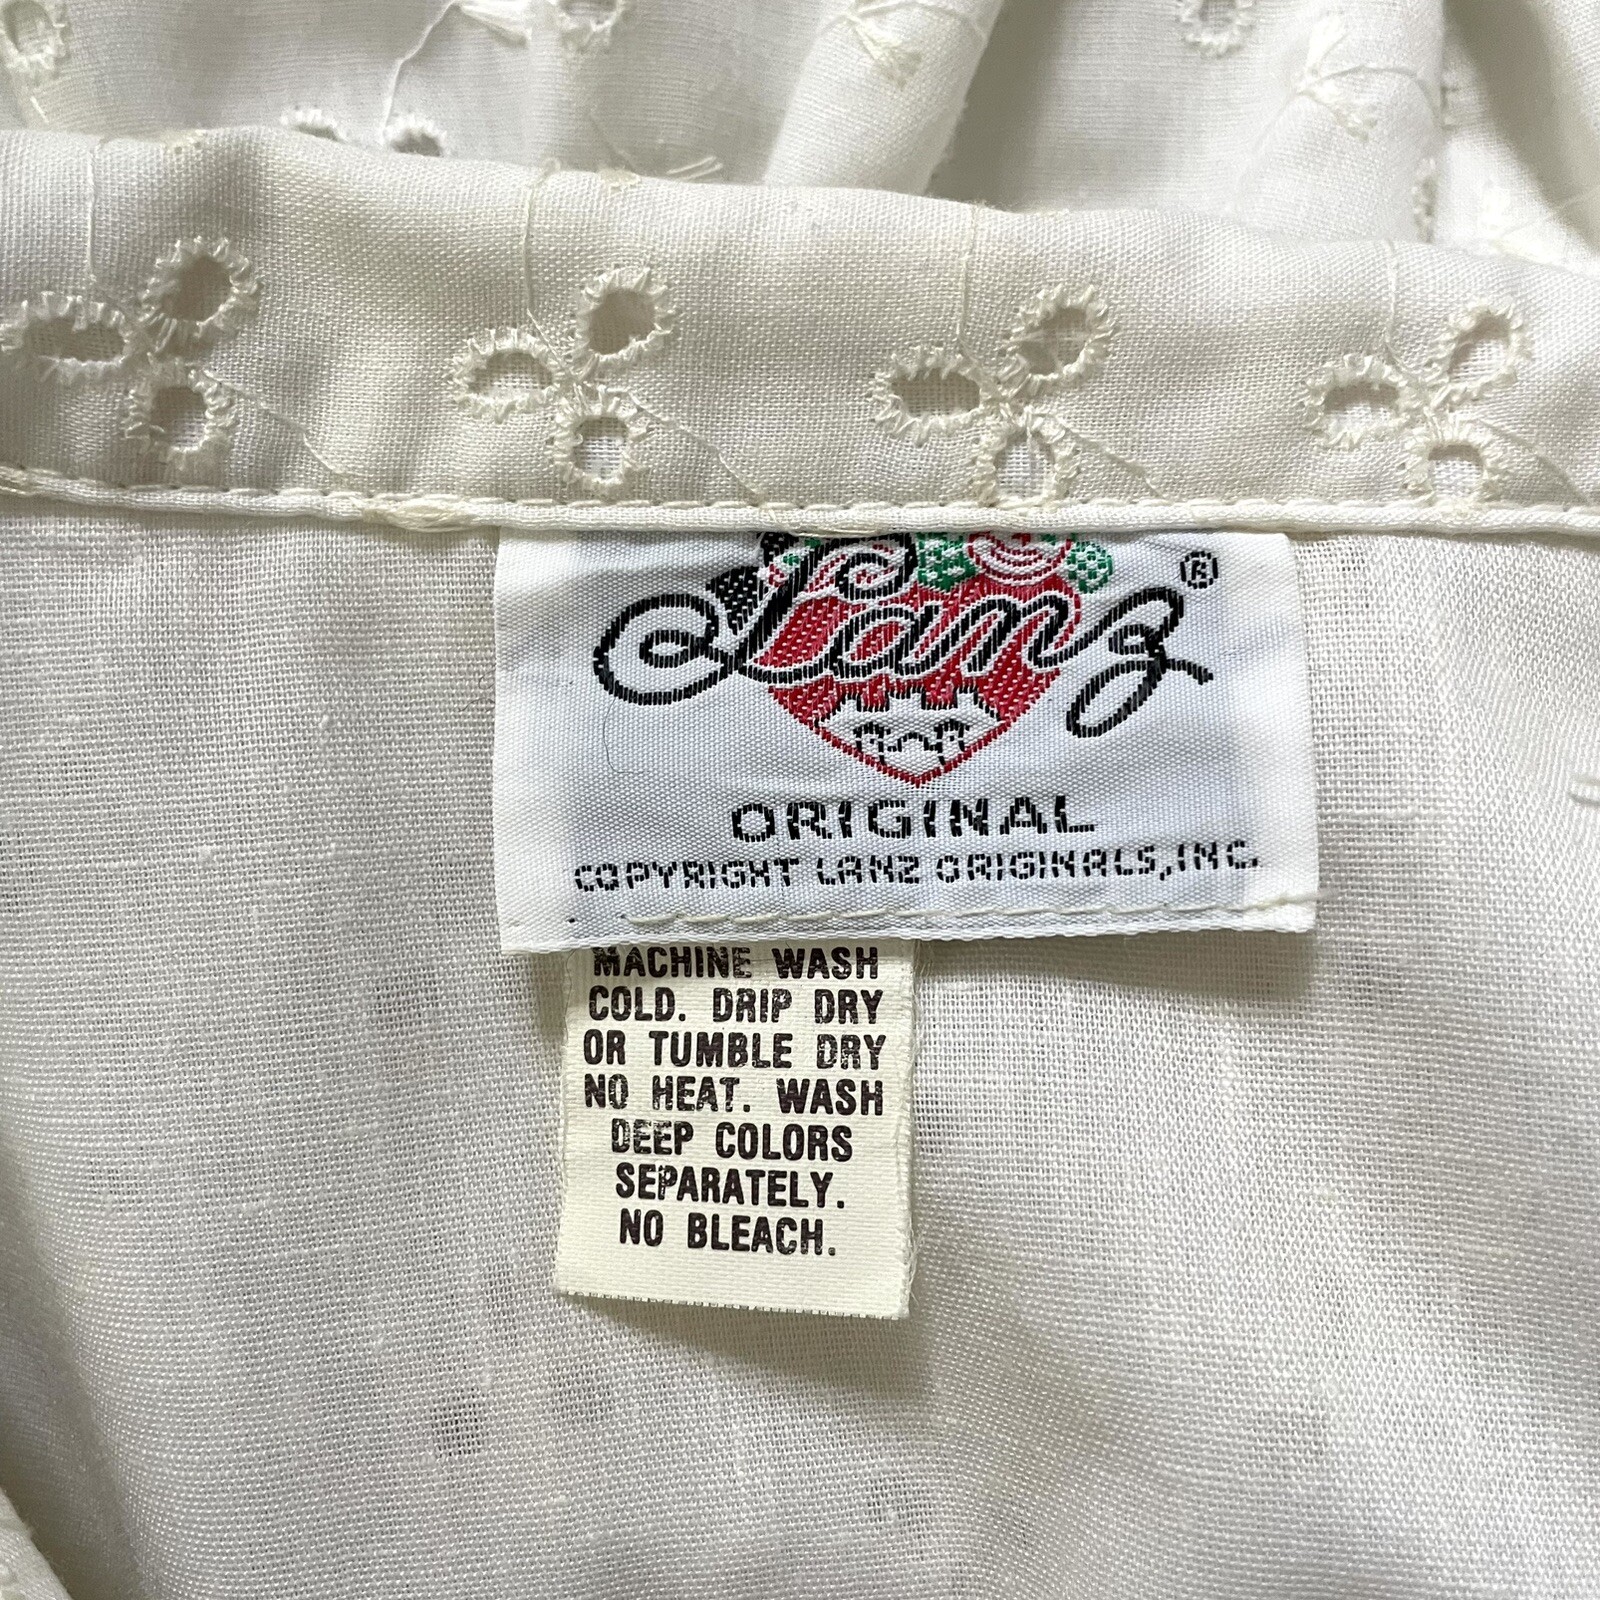 Lanz®
ORIGINAL
COPYRIGHT LANZ ORIGINALS, INC.
MACHINE WASH
COLD. DRIP DRY
OR TUMBLE DRY
NO HEAT. WASH
DEEP COLORS
SEPARATELY.
NO BLEACH.